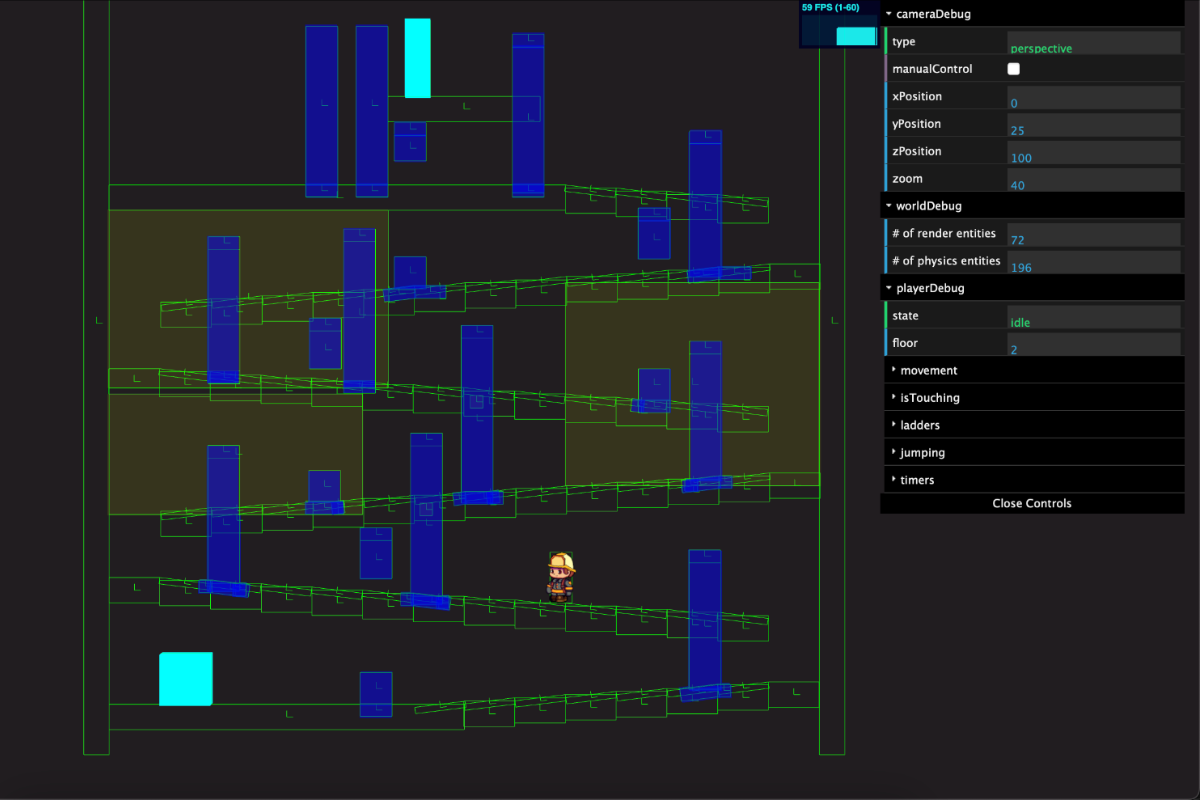 59 FPS (1-60)
cameraDebug
type perspective
manualControl
xPosition 0
yPosition 25
zPosition 100
zoom 40
worldDebug
# of render entities 72
# of physics entities 196
playerDebug
state idle
floor 2
movement
isTouching
ladders
jumping
timers
Close Controls